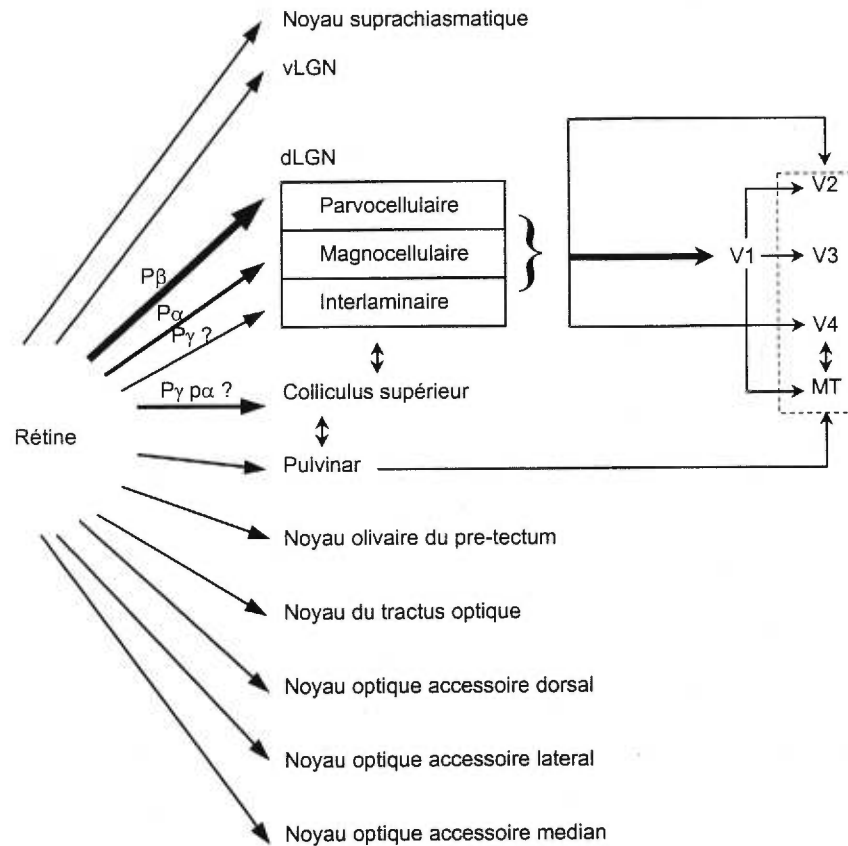 Noyau suprachiasmatique
vLGN
dLGN
Parvocellulaire
Magnocellulaire
Interlaminaire
Pβ
Pα
Pγ ?
Pγ pα ?
V2
V1
V3
V4
MT
Colliculus supérieur
Rétine
Pulvinar
Noyau olivaire du pre-tectum
Noyau du tractus optique
Noyau optique accessoire dorsal
Noyau optique accessoire lateral
Noyau optique accessoire median